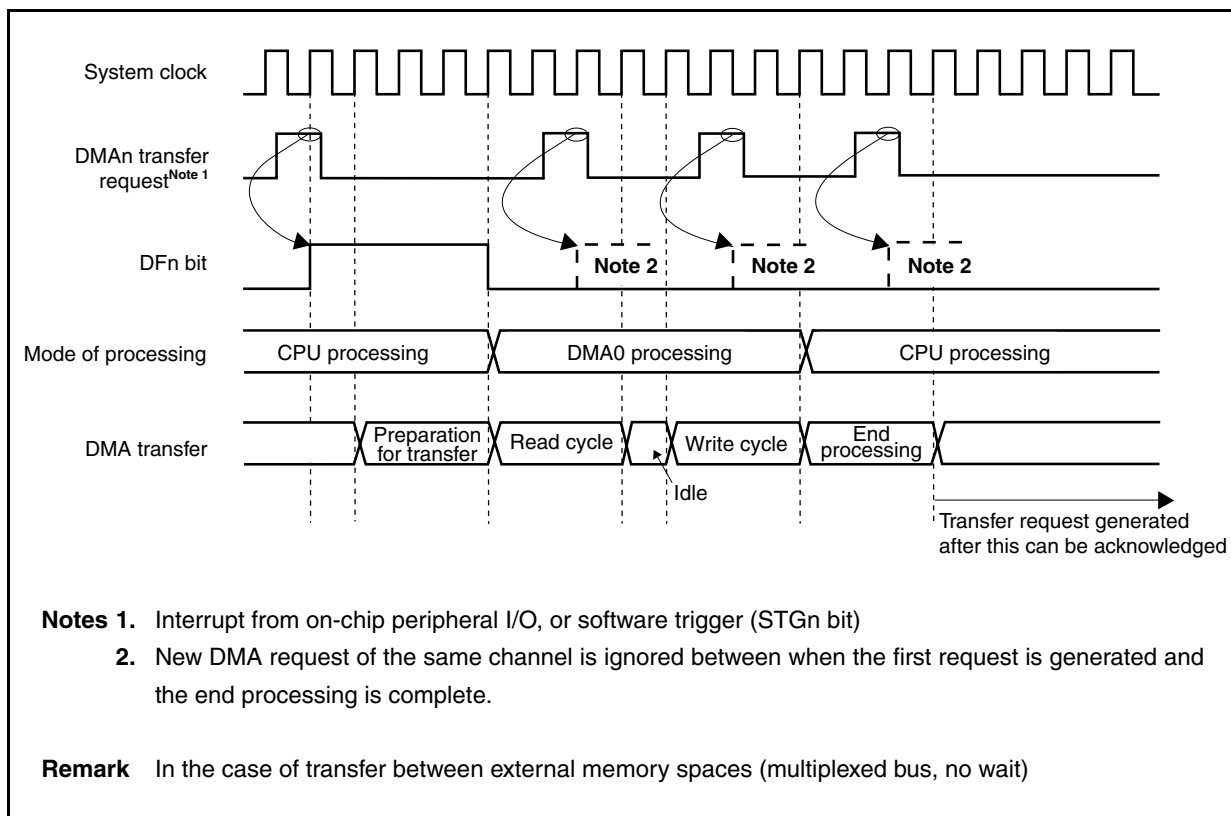 System clock
DMAn transfer
request Note 1
DFn bit
Note 2
Note 2
Note 2
Mode of processing
CPU processing
DMA0 processing
CPU processing
DMA transfer
Preparation
for transfer
Read cycle
Idle
Write cycle
End
processing
Transfer request generated
after this can be acknowledged
Notes 1. Interrupt from on-chip peripheral I/O, or software trigger (STGn bit)
2. New DMA request of the same channel is ignored between when the first request is generated and
the end processing is complete.
Remark In the case of transfer between external memory spaces (multiplexed bus, no wait)